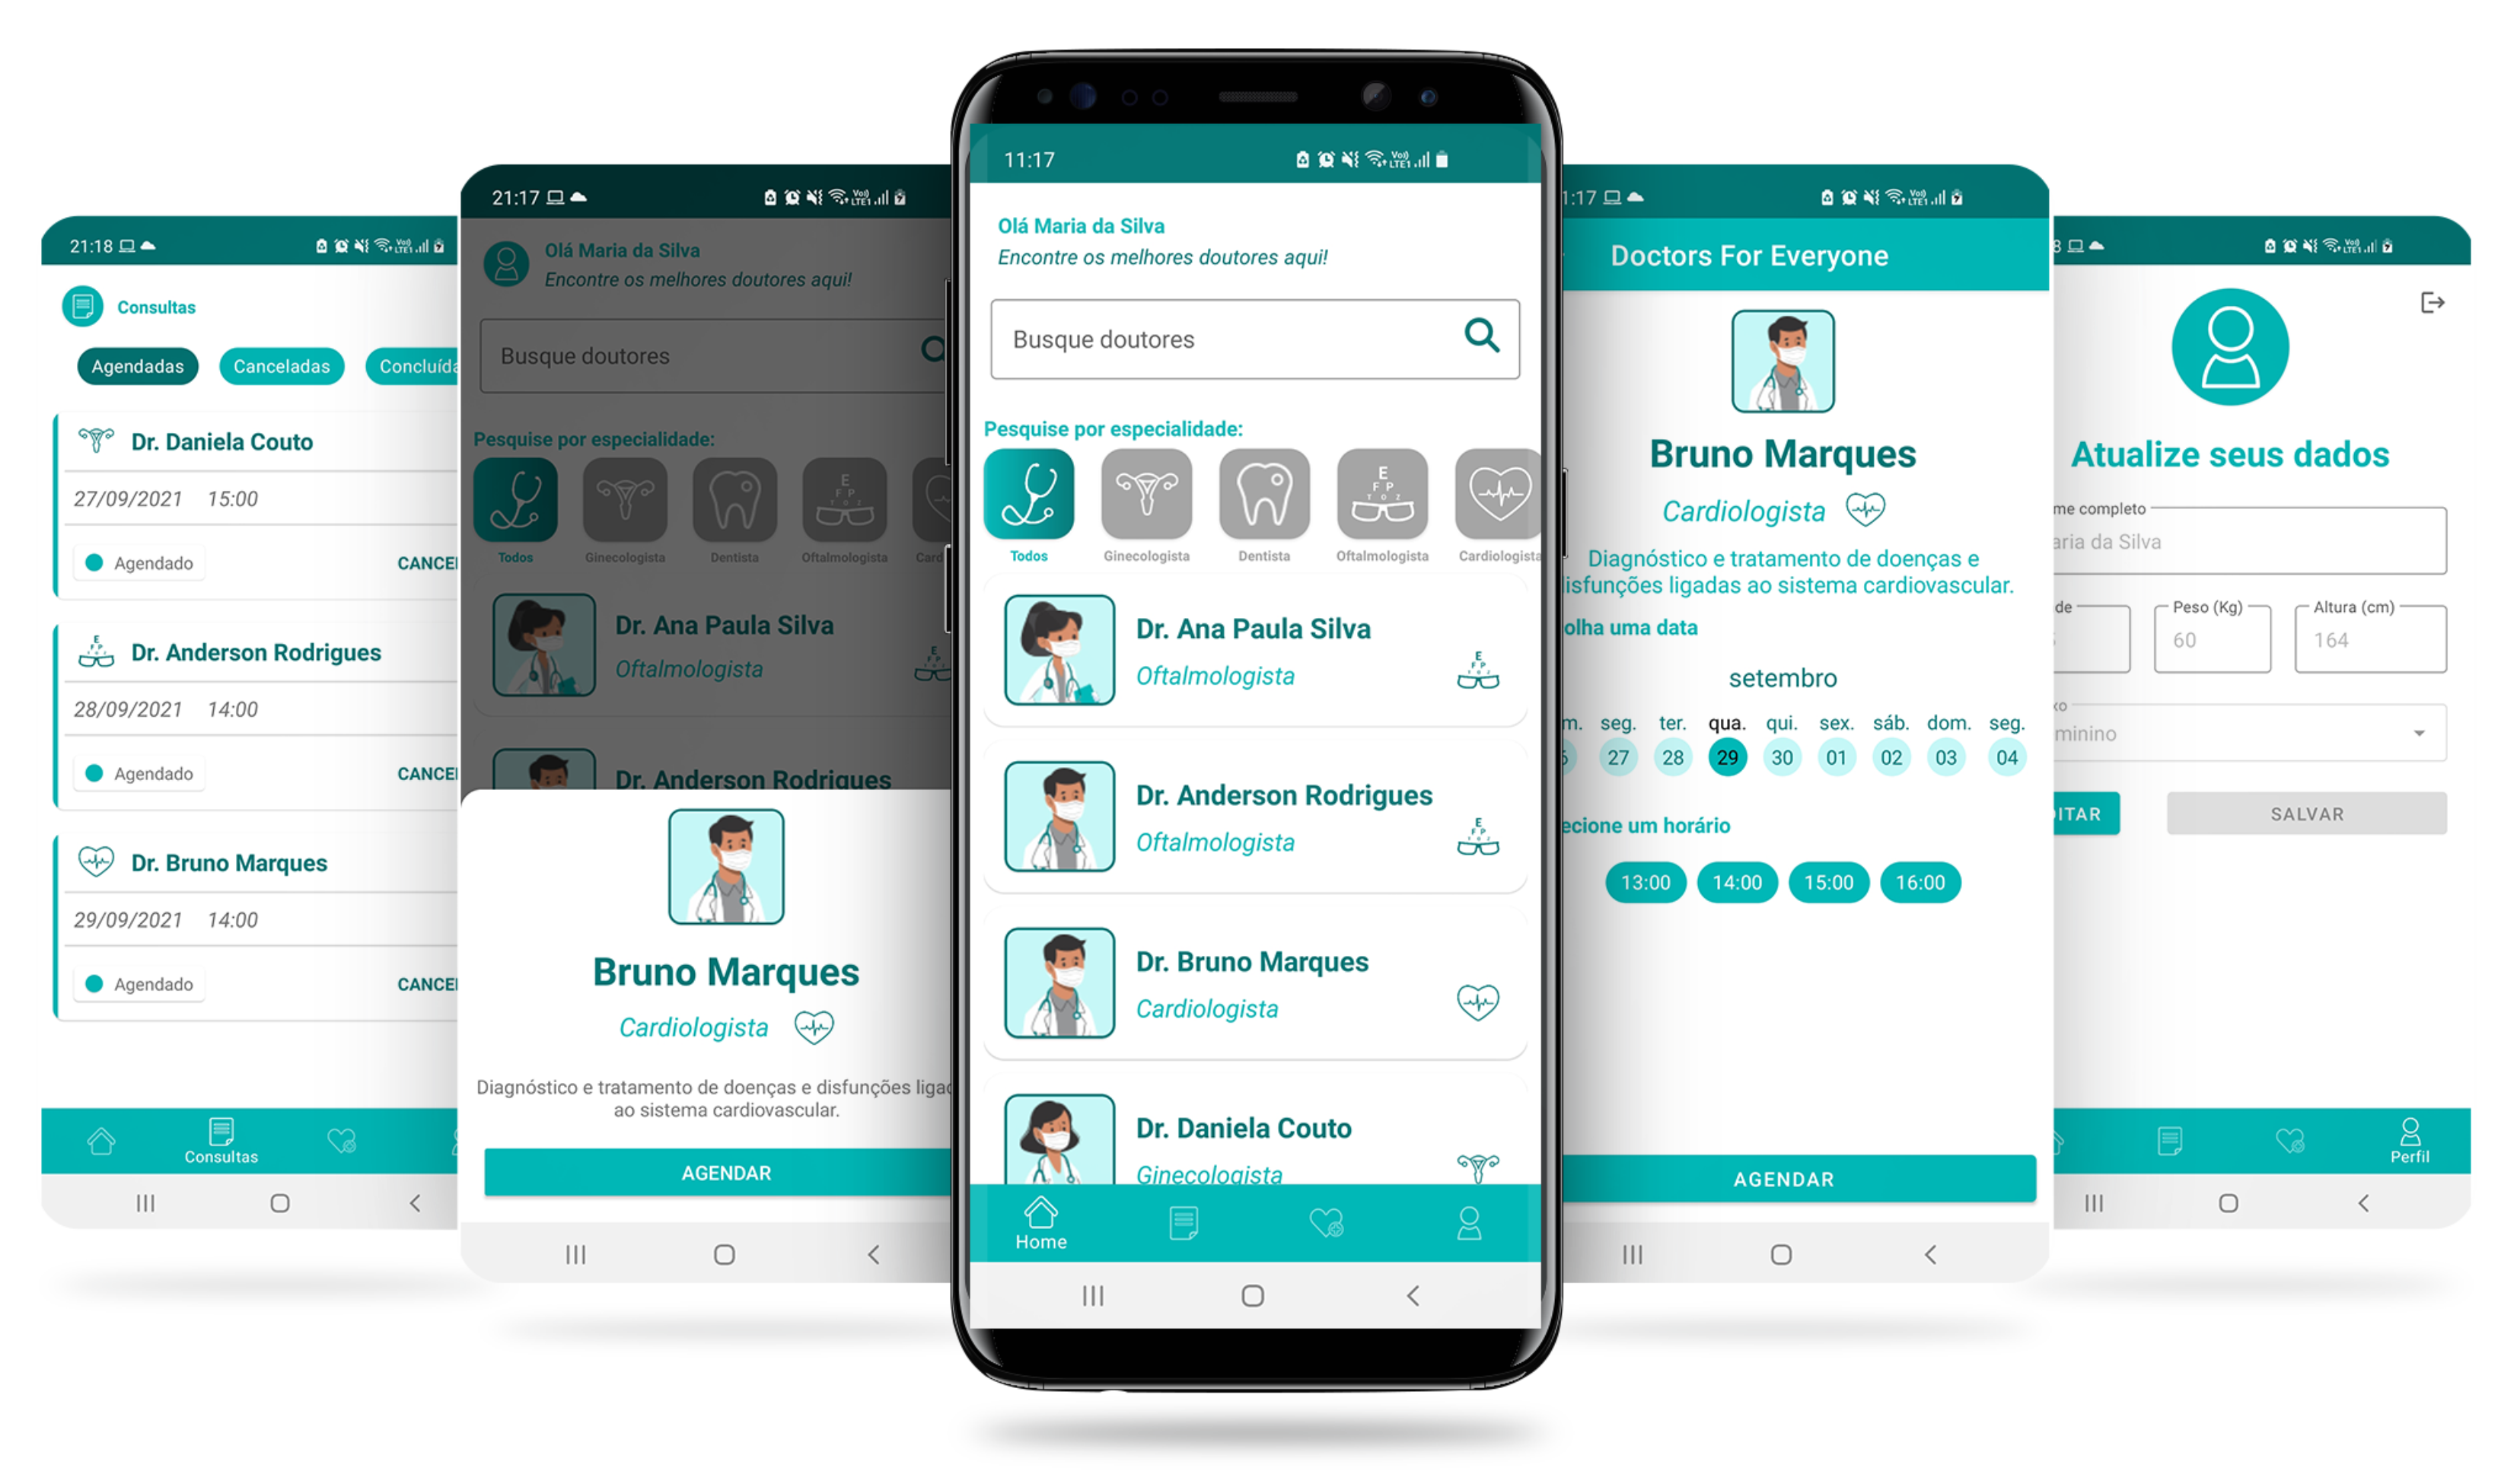 21:18
Consultas
Agendadas Canceladas
Dr. Daniela Couto
27/09/2021 15:00
Agendado
Dr. Anderson Rodrigues
28/09/2021 14:00
Agendado
Dr. Bruno Marques
29/09/2021 14:00
Agendado
Consultas
21:17 Vo) LTE1
Olá Maria da Silva
Encontre os melhores doutores aqui!
Busque doutores
Pesquise por especialidade:
Todos Ginecologista Dentista Oftalmologista
Dr. Ana Paula Silva
Oftalmologista
Dr. Anderson Rodrigues
Bruno Marques
Cardiologista
Diagnóstico e tratamento de doenças e disfunções
ao sistema cardiovascular.
AGENDAR
11:17 Vo) LTE1
Olá Maria da Silva
Encontre os melhores doutores aqui!
Busque doutores
Pesquise por especialidade:
E
F P
T O Z
Todos Ginecologista Dentista Oftalmologista Cardiologista
Dr. Ana Paula Silva
Oftalmologista
Dr. Anderson Rodrigues
Oftalmologista
Dr. Bruno Marques
Cardiologista
Dr. Daniela Couto
Ginecologista
Home
:17 Vo) LTE1
Doctors For Everyone
Bruno Marques
Cardiologista
Diagnóstico e tratamento de doenças e
isfunções ligadas ao sistema cardiovascular.
olha uma data
setembro
m. seg. ter. qua. qui. sex. sáb. dom. seg.
27 28 29 30 01 02 03 04
ecione um horário
13:00 14:00 15:00 16:00
AGENDAR
Atualize seus dados
me completo
aria da Silva
de Peso (Kg) Altura (cm)
60 164
xo
minino
ITAR SALVAR
Perfil